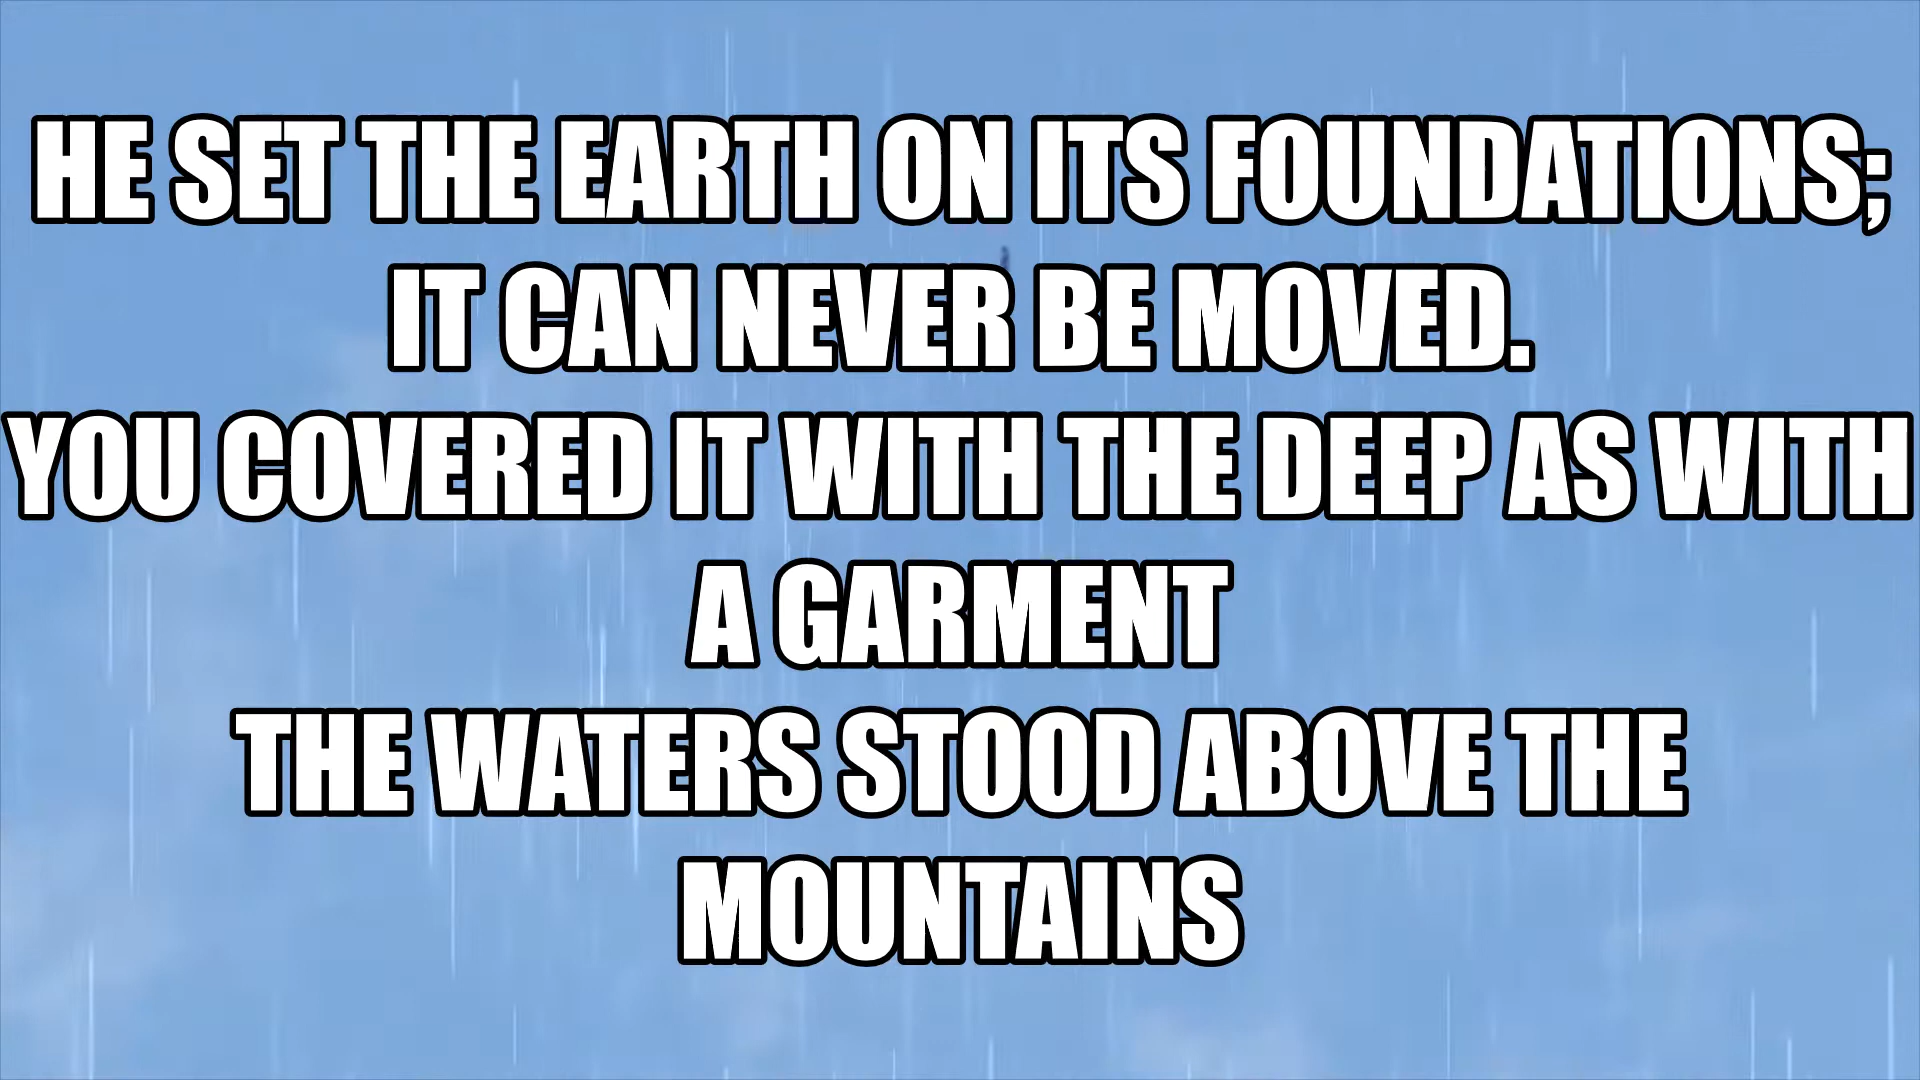 HE SET THE EARTH ON ITS FOUNDATIONS;
IT CAN NEVER BE MOVED.
YOU COVERED IT WITH THE DEEP AS WITH
A GARMENT
THE WATERS STOOD ABOVE THE
MOUNTAINS